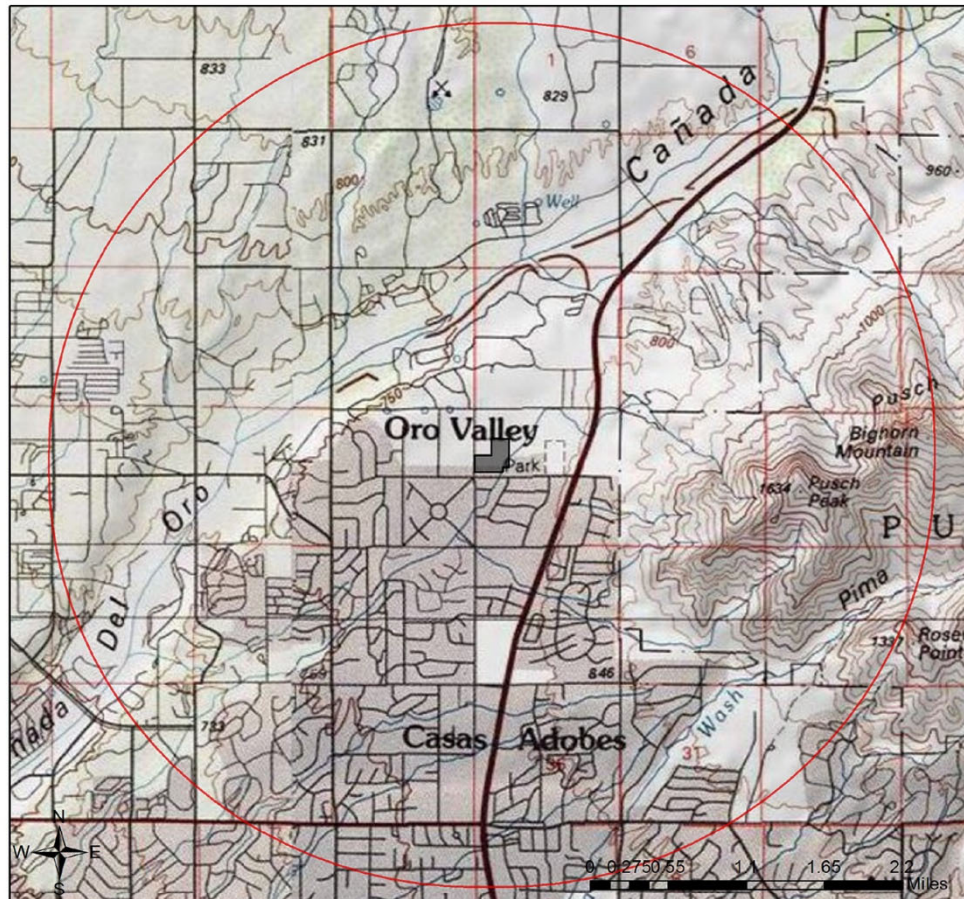 833
1
6
829
831
Cañada
960
800
Well
1000
800
Pusch
750
Oro Valley
Bighorn
Mountain
Park
1634
Pusch
Peak
Oro
P U
Pima
Del
1337
Point
846
Wash
nada
733
Casas Adobes
31
36
N
W E
S
0 0.275 0.55 1.1 1.65 2.2
Miles